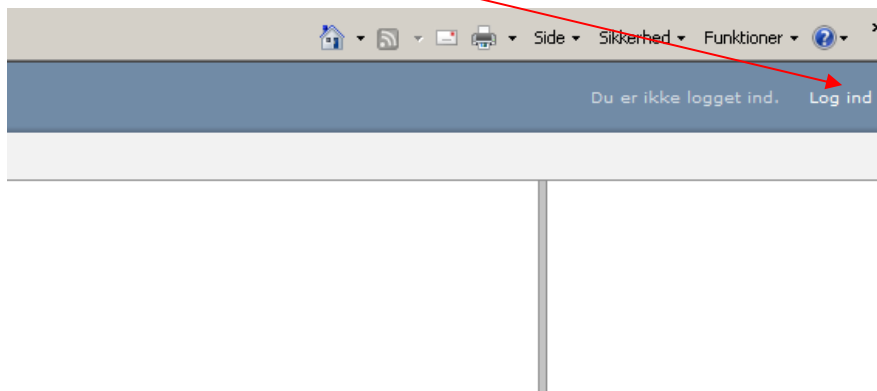 Side Sikkerhed Funktioner
Du er ikke logget ind. Log ind